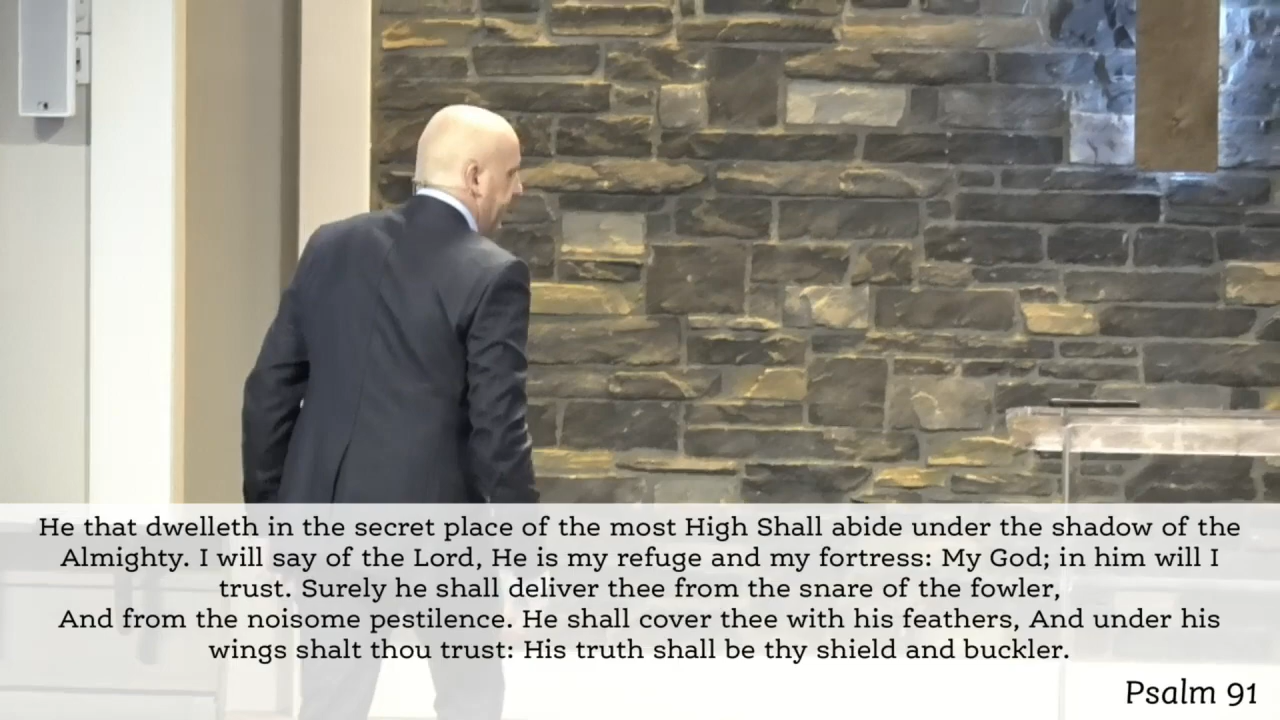 He that dwelleth in the secret place of the most High Shall abide under the shadow of the
Almighty. I will say of the Lord, He is my refuge and my fortress: My God; in him will I
trust. Surely he shall deliver thee from the snare of the fowler,
And from the noisome pestilence. He shall cover thee with his feathers, And under his
wings shalt thou trust: His truth shall be thy shield and buckler.
Psalm 91